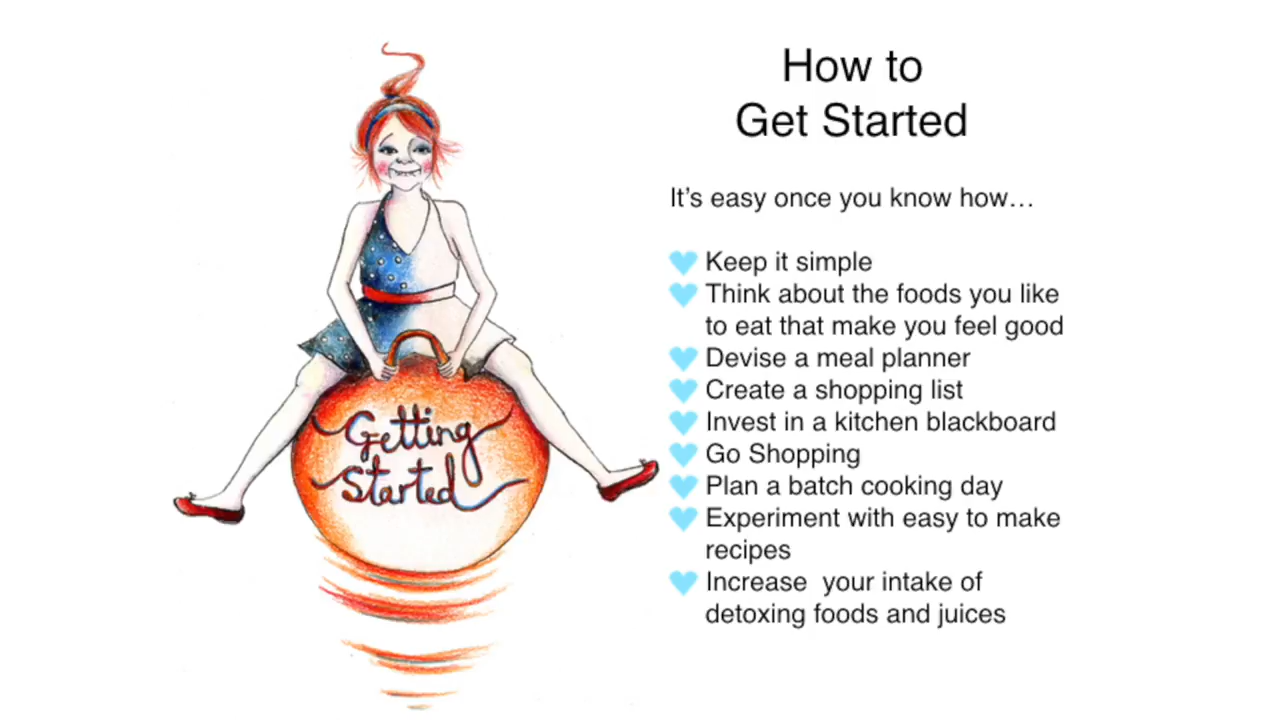 How to
Get Started
It's easy once you know how…
Keep it simple
Think about the foods you like
to eat that make you feel good
Devise a meal planner
Create a shopping list
Invest in a kitchen blackboard
Go Shopping
Plan a batch cooking day
Experiment with easy to make
recipes
Increase  your intake of
detoxing foods and juices
Getting
Started